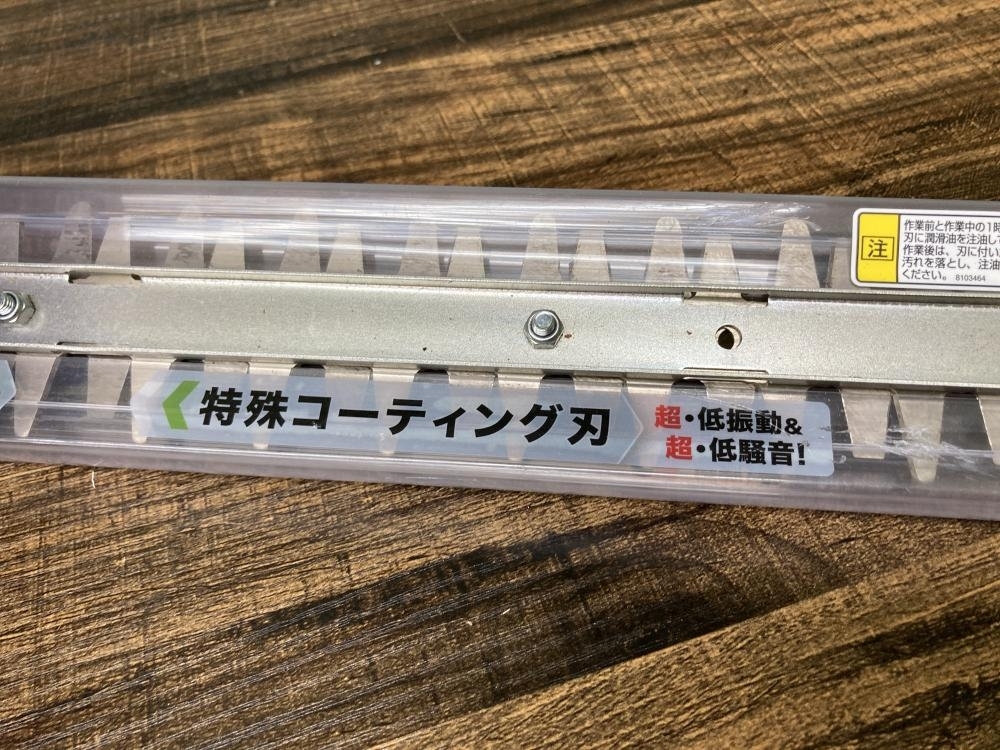 注
作業前と作業中の1時
刃に潤滑油を注油して
作業後は、刃に付いた
汚れを落とし、注油
ください。 8103464
特殊コーティング刃
超・低振動&
超・低騒音!